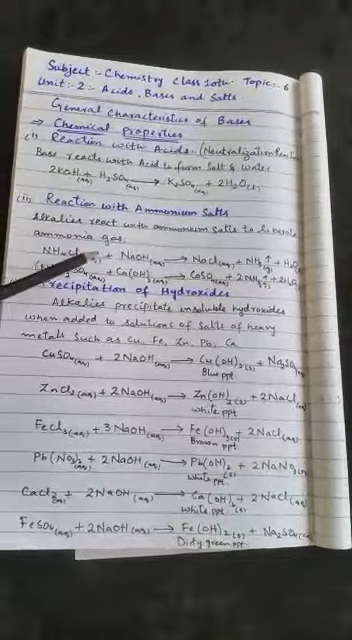 Subject :- Chemistry Class 10th. Topic:- 6
Unit :- 2 :- Acids, Bases and Salts
General Characteristics of Bases
⇒ Chemical Properties
(i) Reaction with Acids. (Neutralization
Base reacts with Acid to form Salt & water
2KOH(aq) + H2SO4(aq) → K2SO4(aq) + 2H2O(l)
(ii) Reaction with Ammonium Salts
Alkalies react with ammonium salts to liberate
ammonia gas.
NH4Cl(aq) + NaOH(aq) → NaCl(aq) + NH3↑(g) + H2O
SO4(aq) + Ca(OH)2(aq) → CaSO4(aq) + 2NH3↑(g) + 2H2O
Precipitation of Hydroxides
Alkalies precipitate insoluble hydroxides
when added to solutions of salts of heavy
metals such as Cu, Fe, Zn, Pb, Ca
CuSO4(aq) + 2NaOH(aq) → Cu(OH)2(s) + Na2SO4(aq)
Blue ppt
ZnCl2(aq) + 2NaOH(aq) → Zn(OH)2(s) + 2NaCl(aq)
white ppt
FeCl3(aq) + 3NaOH(aq) → Fe(OH)3(s) + 2NaCl(aq)
Brown ppt
Pb(NO3)2 + 2NaOH(aq) → Pb(OH)2(s) + 2NaNO3(aq)
white ppt
CaCl2(aq) + 2NaOH(aq) → Ca(OH)2(s) + 2NaCl(aq)
white ppt
FeSO4(aq) + 2NaOH(aq) → Fe(OH)2(s) + Na2SO4(aq)
Dirty green ppt.